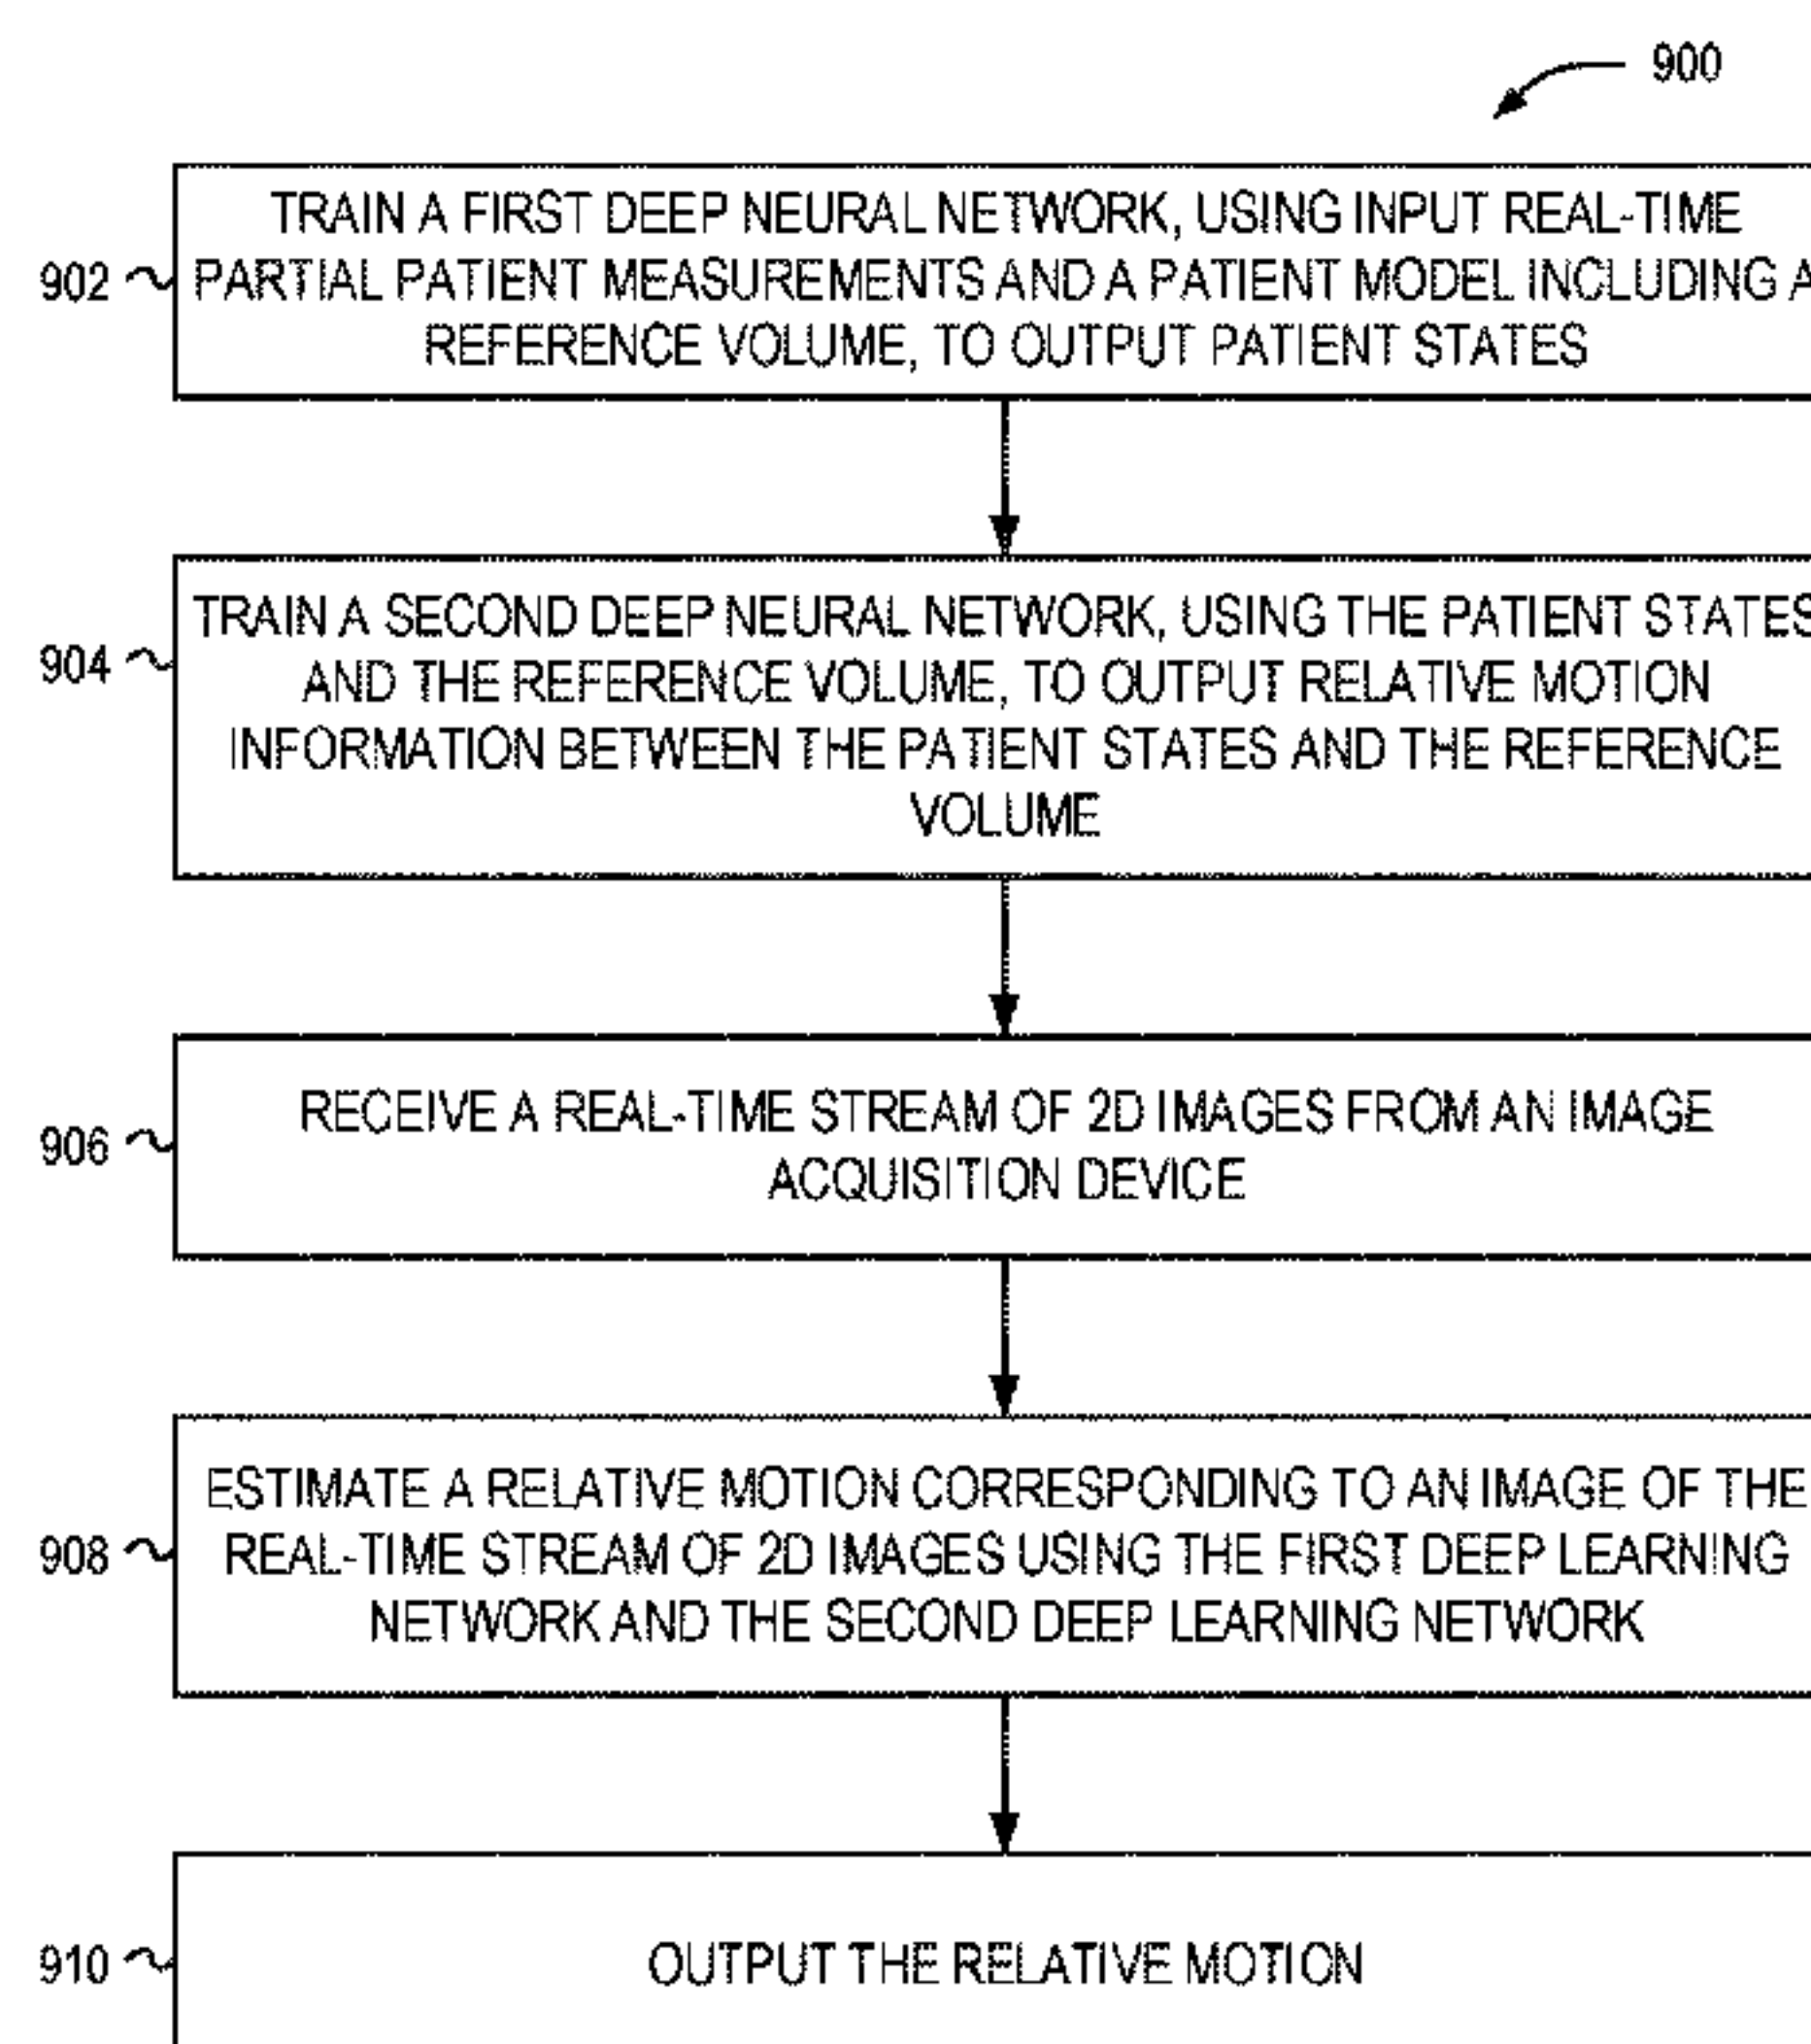 900
902
TRAIN A FIRST DEEP NEURAL NETWORK, USING INPUT REAL-TIME
PARTIAL PATIENT MEASUREMENTS AND A PATIENT MODEL INCLUDING A
REFERENCE VOLUME, TO OUTPUT PATIENT STATES
904
TRAIN A SECOND DEEP NEURAL NETWORK, USING THE PATIENT STATES
AND THE REFERENCE VOLUME, TO OUTPUT RELATIVE MOTION
INFORMATION BETWEEN THE PATIENT STATES AND THE REFERENCE
VOLUME
906
RECEIVE A REAL-TIME STREAM OF 2D IMAGES FROM AN IMAGE
ACQUISITION DEVICE
908
ESTIMATE A RELATIVE MOTION CORRESPONDING TO AN IMAGE OF THE
REAL-TIME STREAM OF 2D IMAGES USING THE FIRST DEEP LEARNING
NETWORK AND THE SECOND DEEP LEARNING NETWORK
910
OUTPUT THE RELATIVE MOTION